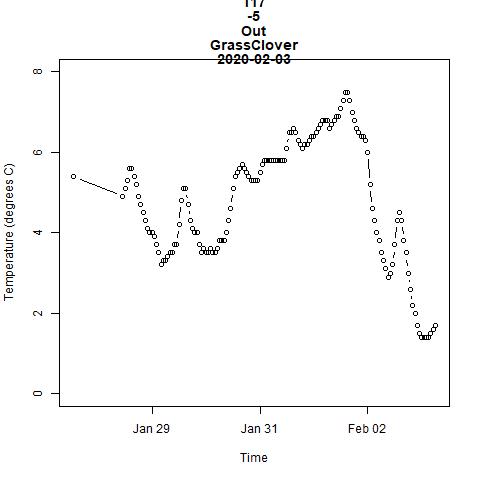 T17
-5
Out
GrassClover
2020-02-03
8
6
4
2
0
Temperature (degrees C)
Jan 29 Jan 31 Feb 02
Time